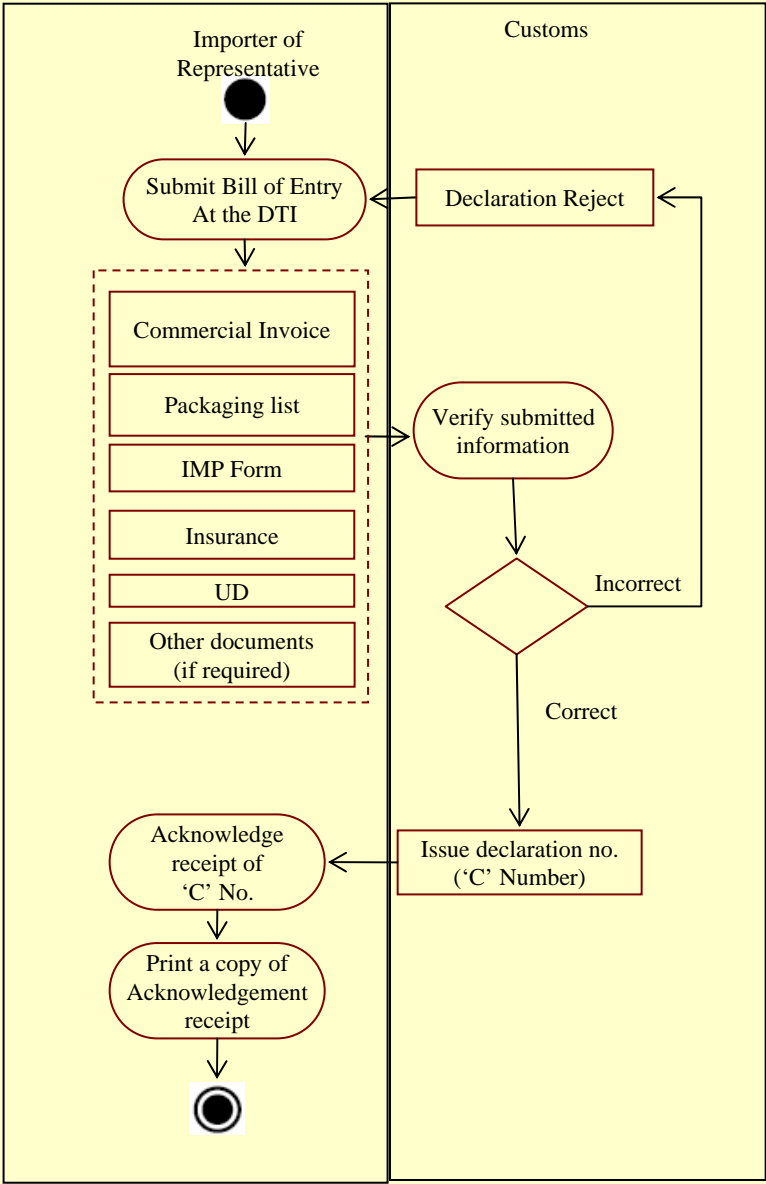 Importer of
Representative
Customs
Submit Bill of Entry
At the DTI
Declaration Reject
Commercial Invoice
Packaging list
IMP Form
Insurance
UD
Other documents
(if required)
Verify submitted
information
Incorrect
Correct
Issue declaration no.
(‘C’ Number)
Acknowledge
receipt of
‘C’ No.
Print a copy of
Acknowledgement
receipt